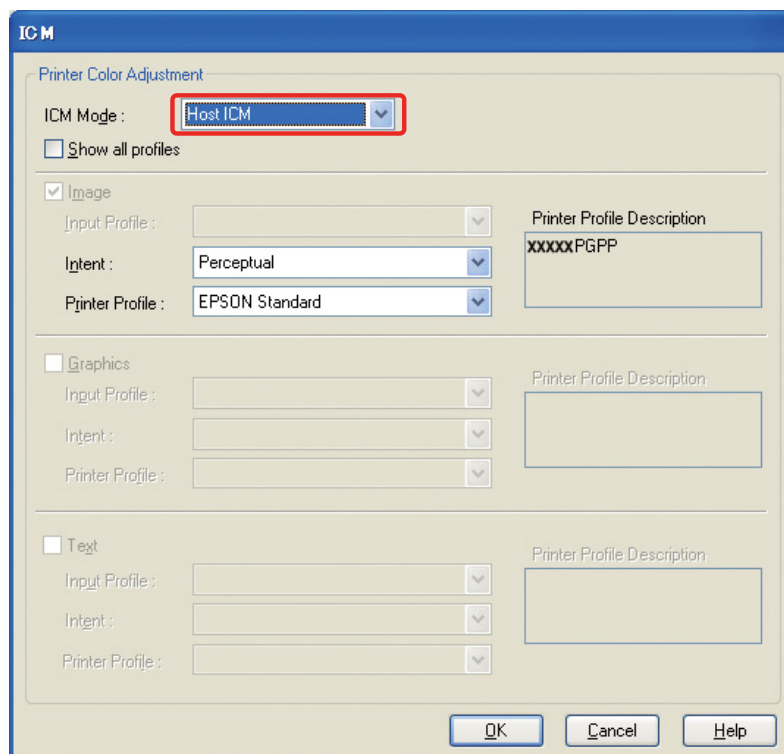 ICM
Printer Color Adjustment
ICM Mode : Host ICM
Show all profiles
Image
Input Profile :
Printer Profile Description
Intent : Perceptual
XXXXXPGPP
Printer Profile : EPSON Standard
Graphics
Printer Profile Description
Input Profile :
Intent :
Printer Profile :
Text
Printer Profile Description
Input Profile :
Intent :
Printer Profile :
OK Cancel Help